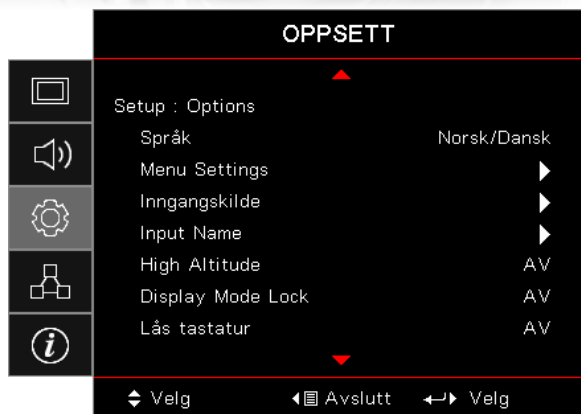 OPPSETT
Setup : Options
Språk Norsk/Dansk
Menu Settings
Inngangskilde
Input Name
High Altitude AV
Display Mode Lock AV
Lås tastatur AV
Velg Avslutt Velg